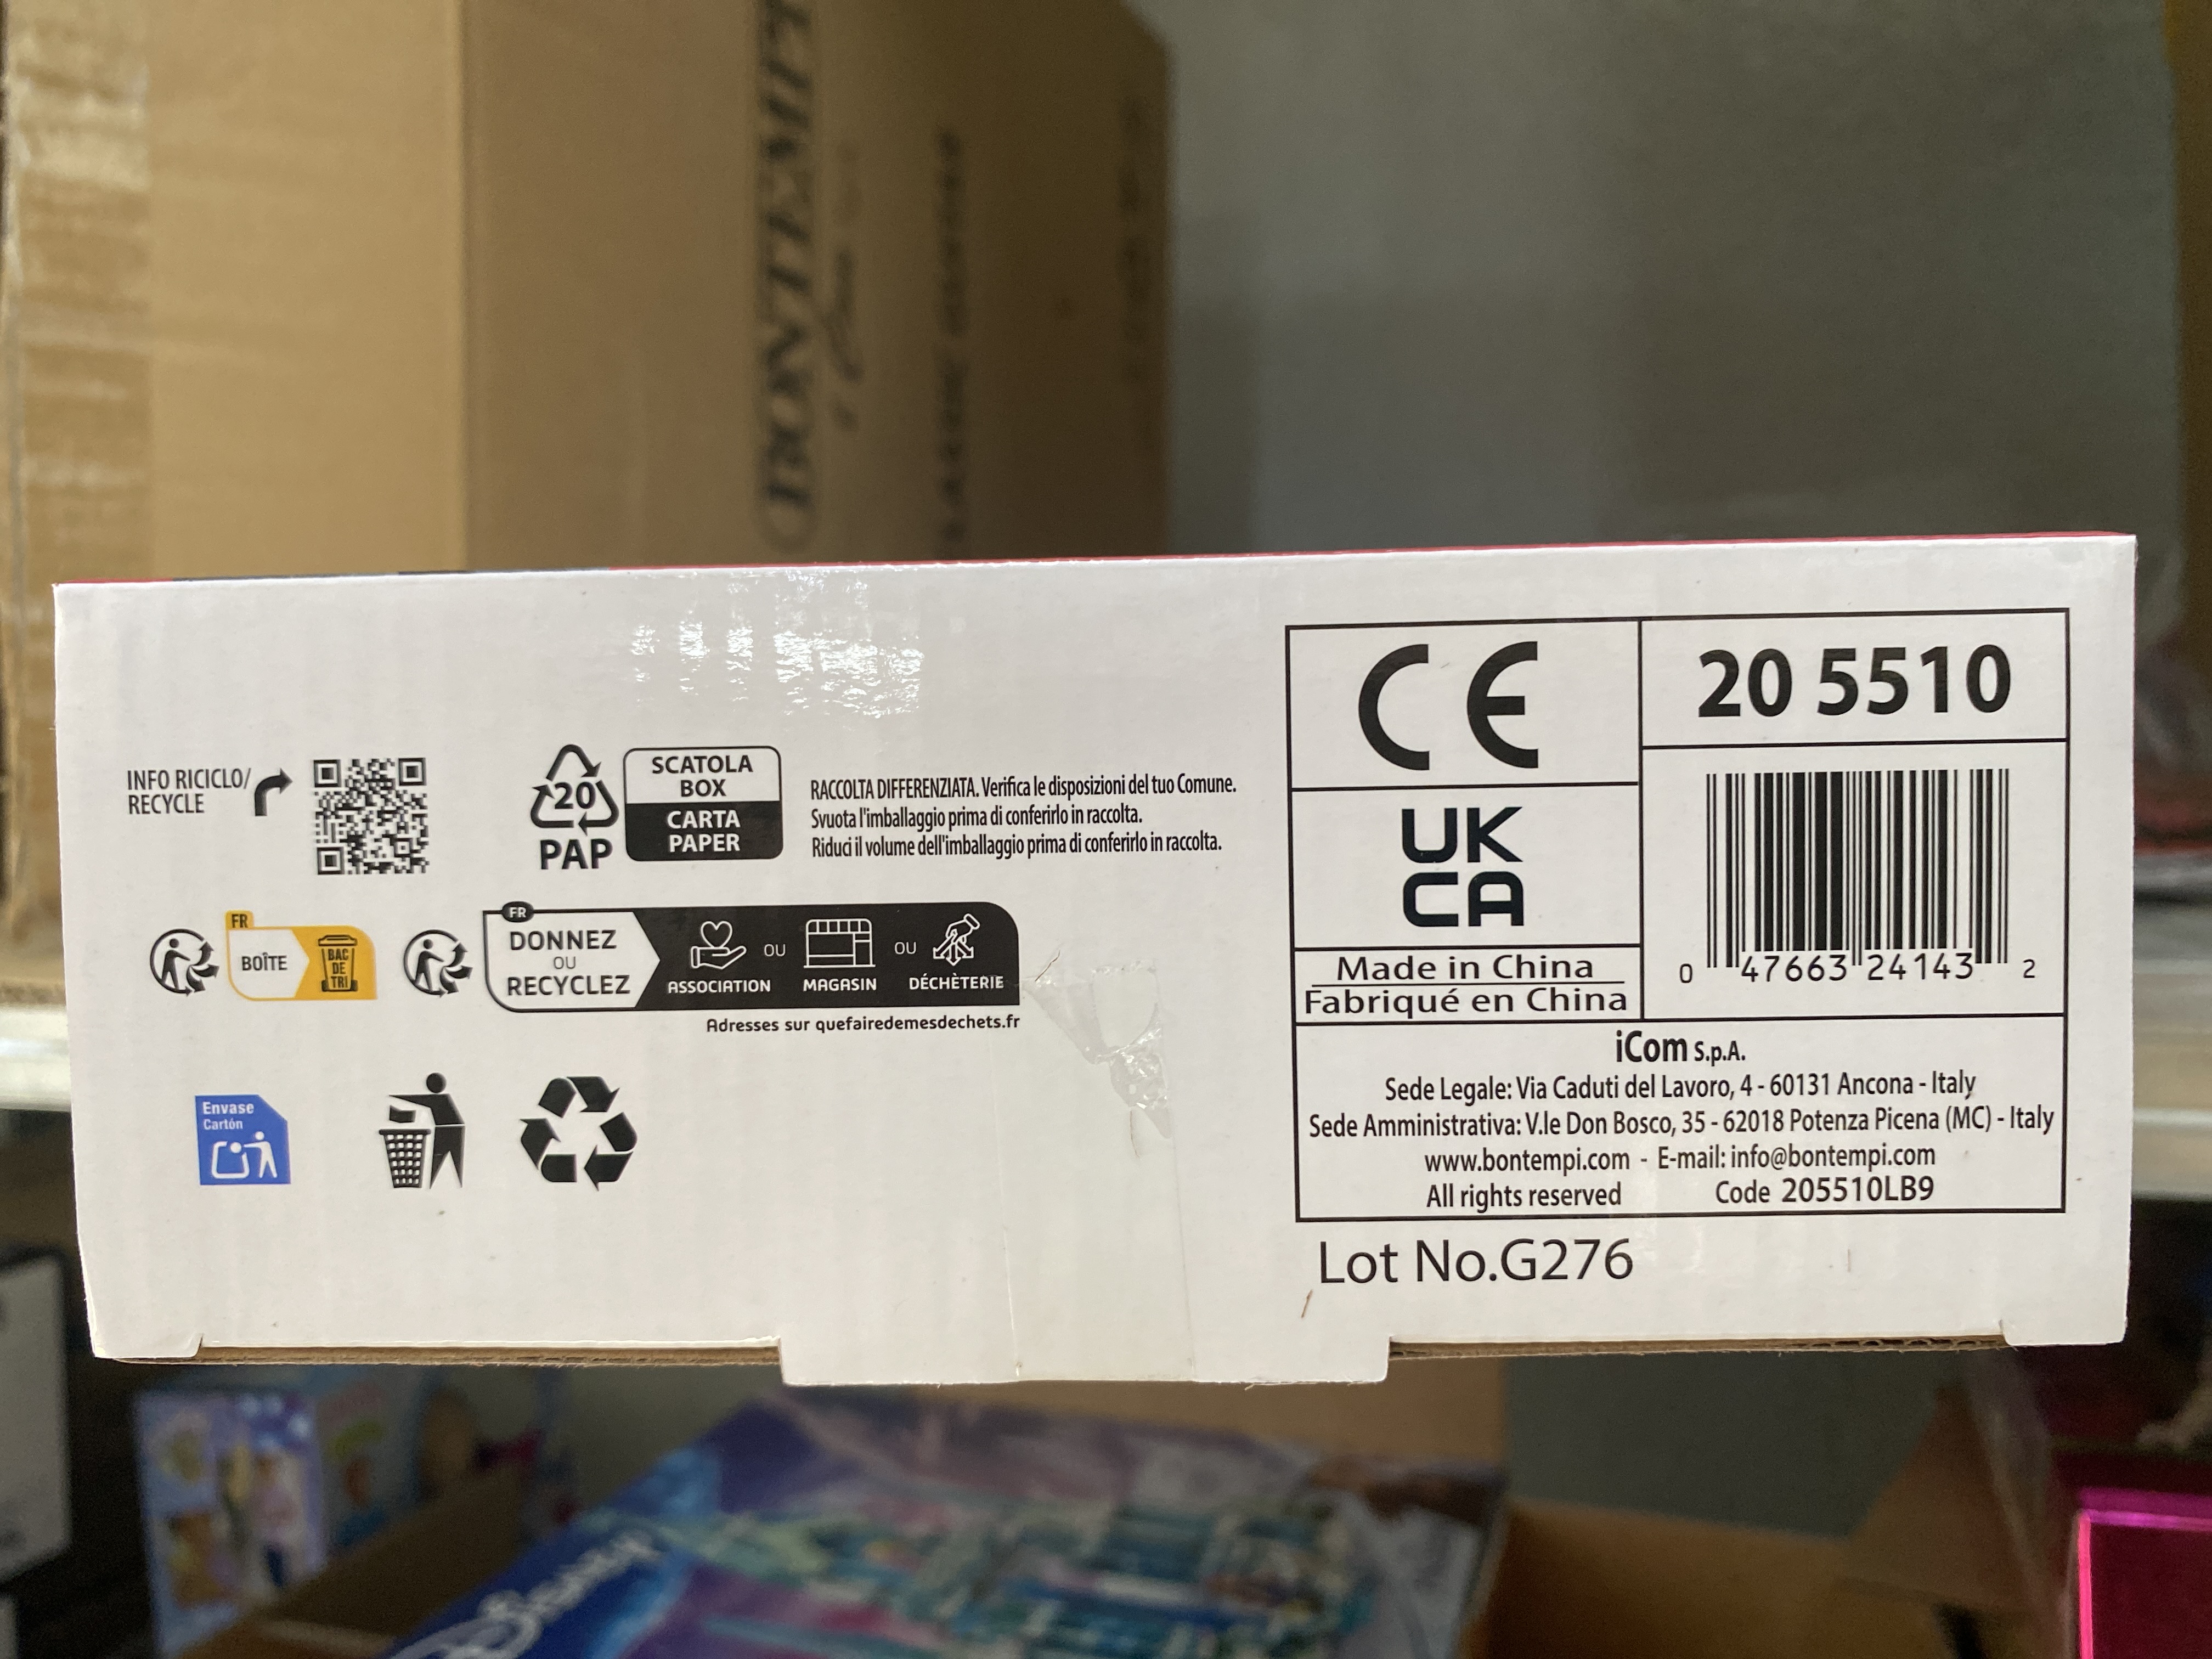 BONTEMPI
INFO RICICLO/
RECYCLE
20
PAP
SCATOLA
BOX
CARTA
PAPER
RACCOLTA DIFFERENZIATA. Verifica le disposizioni del tuo Comune.
Svuota l'imballaggio prima di conferirlo in raccolta.
Riduci il volume dell'imballaggio prima di conferirlo in raccolta.
FR
BOÎTE
BAC
DE
TRI
FR
DONNEZ
OU
RECYCLEZ
ASSOCIATION
OU
MAGASIN
OU
DÉCHÈTERIE
Adresses sur quefairedemesdechets.fr
Envase
Cartón
CE
20 5510
UK
CA
0 47663 24143 2
Made in China
Fabriqué en China
iCom S.p.A.
Sede Legale: Via Caduti del Lavoro, 4 - 60131 Ancona - Italy
Sede Amministrativa: V.le Don Bosco, 35 - 62018 Potenza Picena (MC) - Italy
www.bontempi.com - E-mail: info@bontempi.com
All rights reserved Code 205510LB9
Lot No.G276
Disney